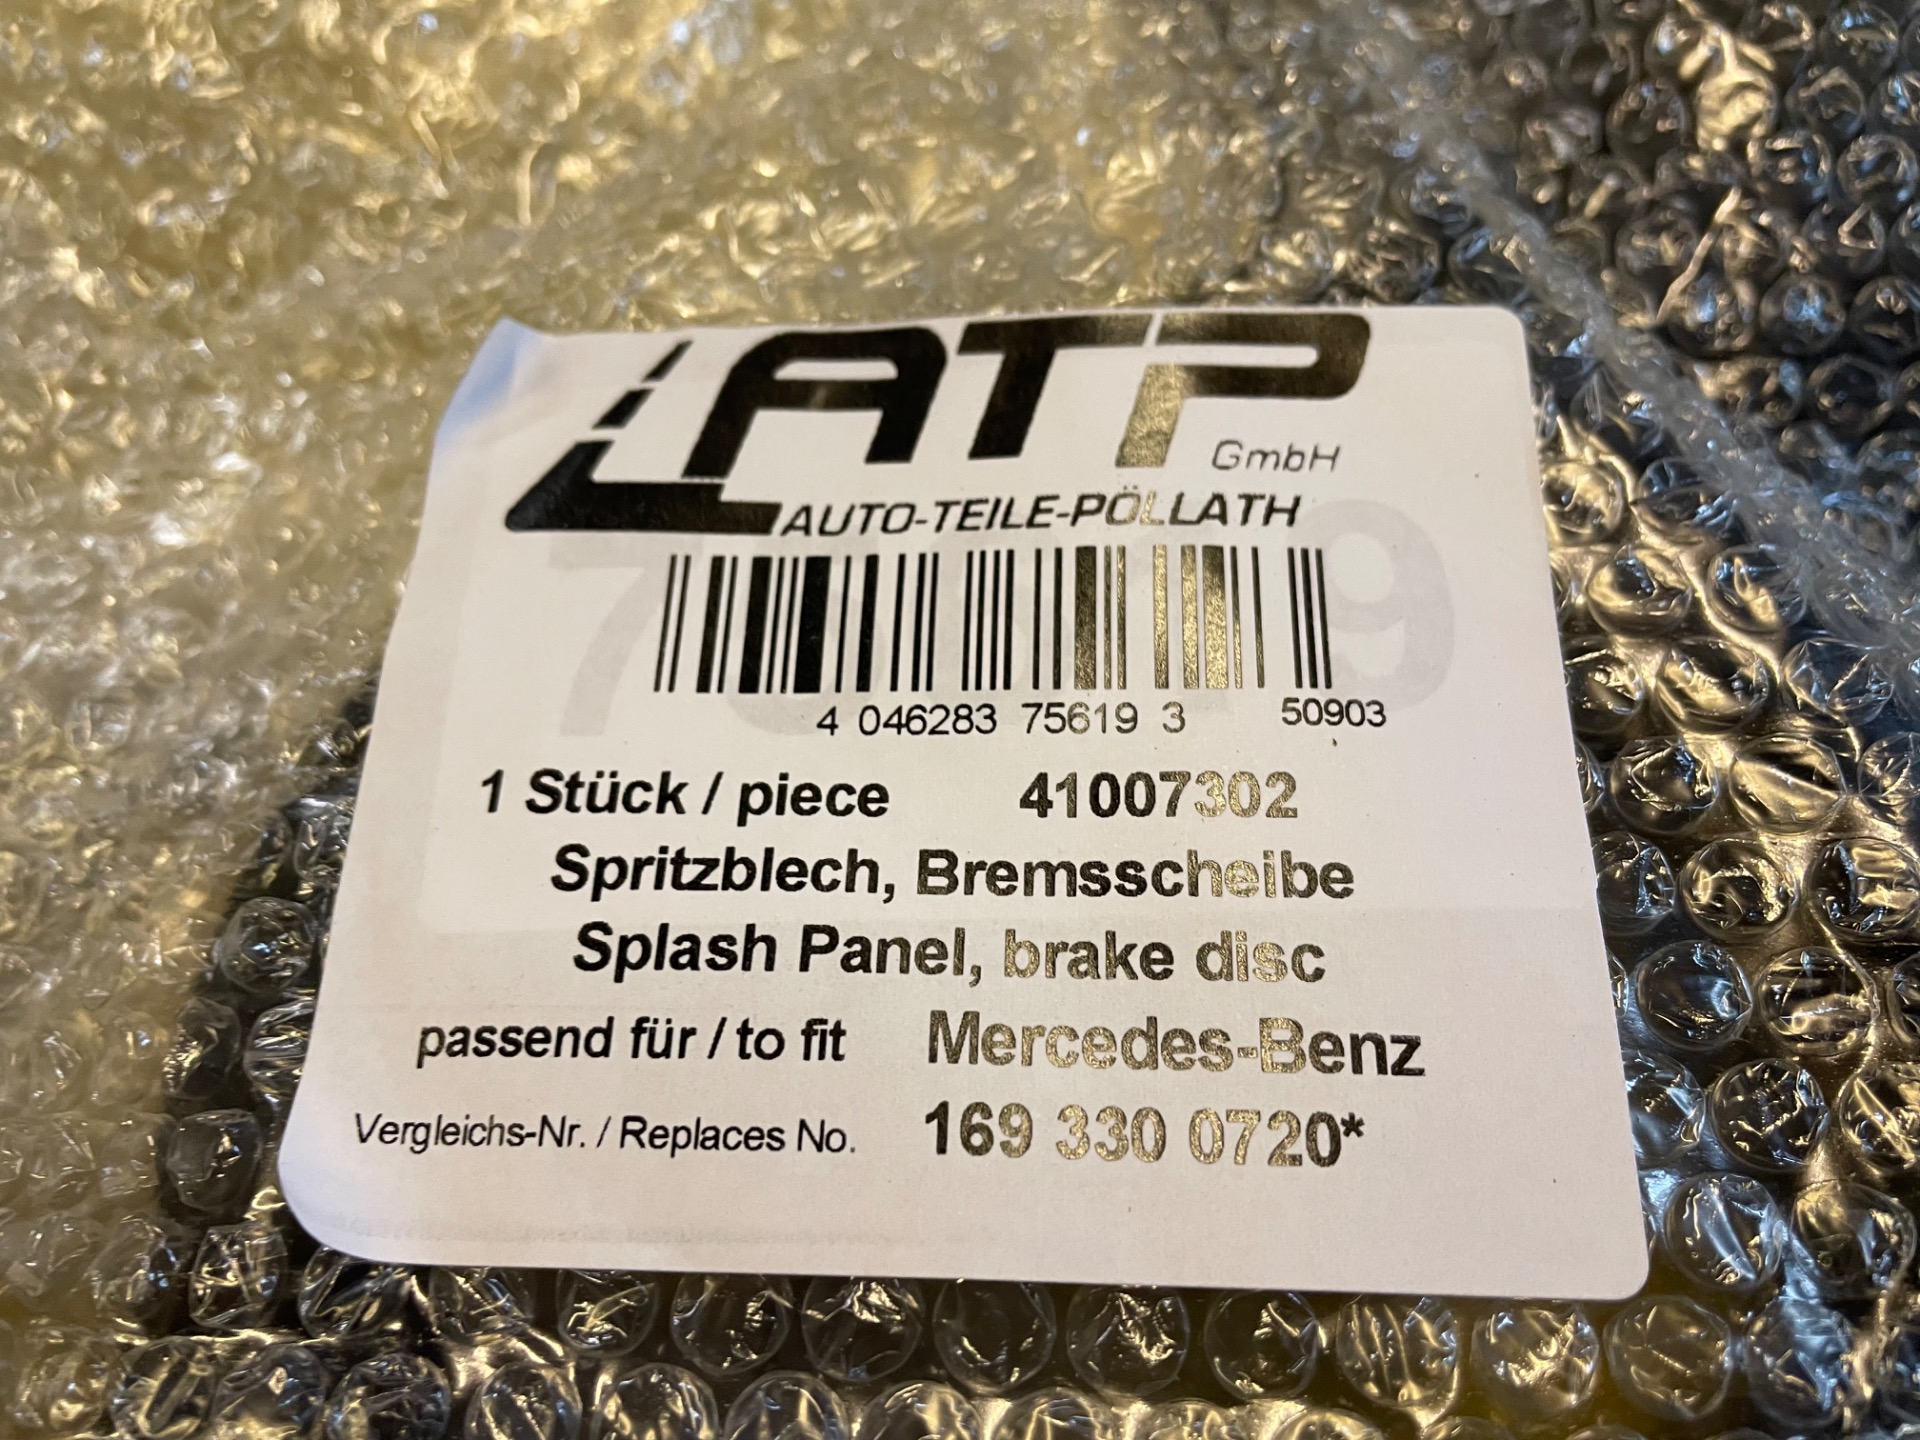 ATP
GmbH
AUTO-TEILE-PÖLLATH
4 046283 75619 3 50903
1 Stück / piece 41007302
Spritzblech, Bremsscheibe
Splash Panel, brake disc
passend für / to fit Mercedes-Benz
Vergleichs-Nr. / Replaces No. 169 330 0720*